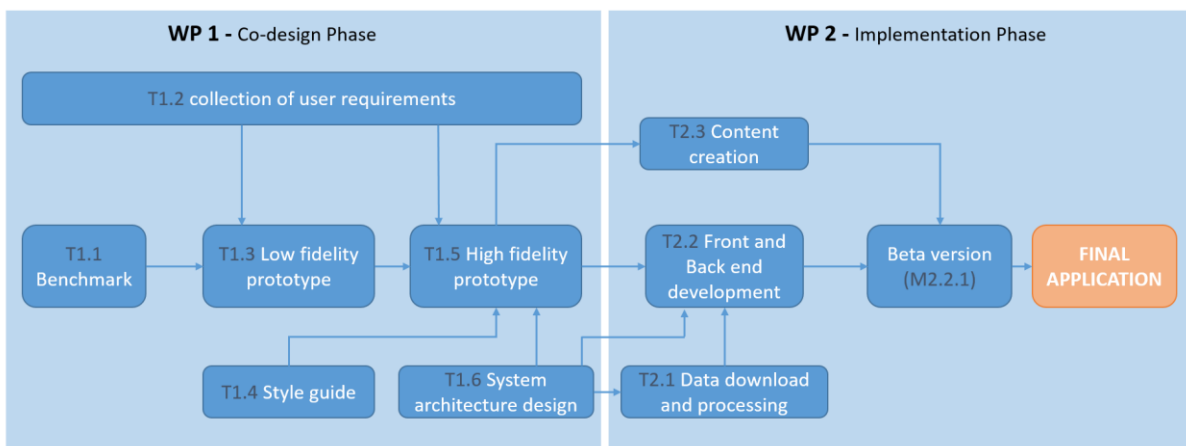 WP 1 - Co-design Phase
WP 2 - Implementation Phase
T1.2 collection of user requirements
T2.3 Content
creation
T1.1
Benchmark
T1.3 Low fidelity
prototype
T1.5 High fidelity
prototype
T2.2 Front and
Back end
development
Beta version
(M2.2.1)
FINAL
APPLICATION
T1.4 Style guide
T1.6 System
architecture design
T2.1 Data download
and processing